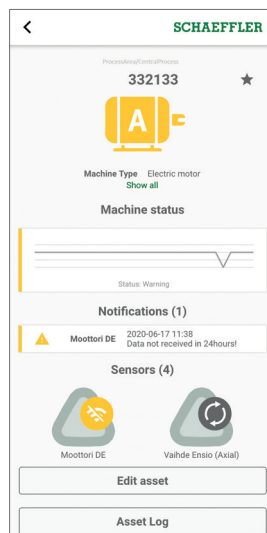 SCHAEFFLER
ProcessArea/CentralProcess
332133
A
Machine Type Electric motor
Show all
Machine status
Status: Warning
Notifications (1)
Moottori DE 2020-06-17 11:38
Data not received in 24hours!
Sensors (4)
Moottori DE Vaihde Ensio (Axial)
Edit asset
Asset Log